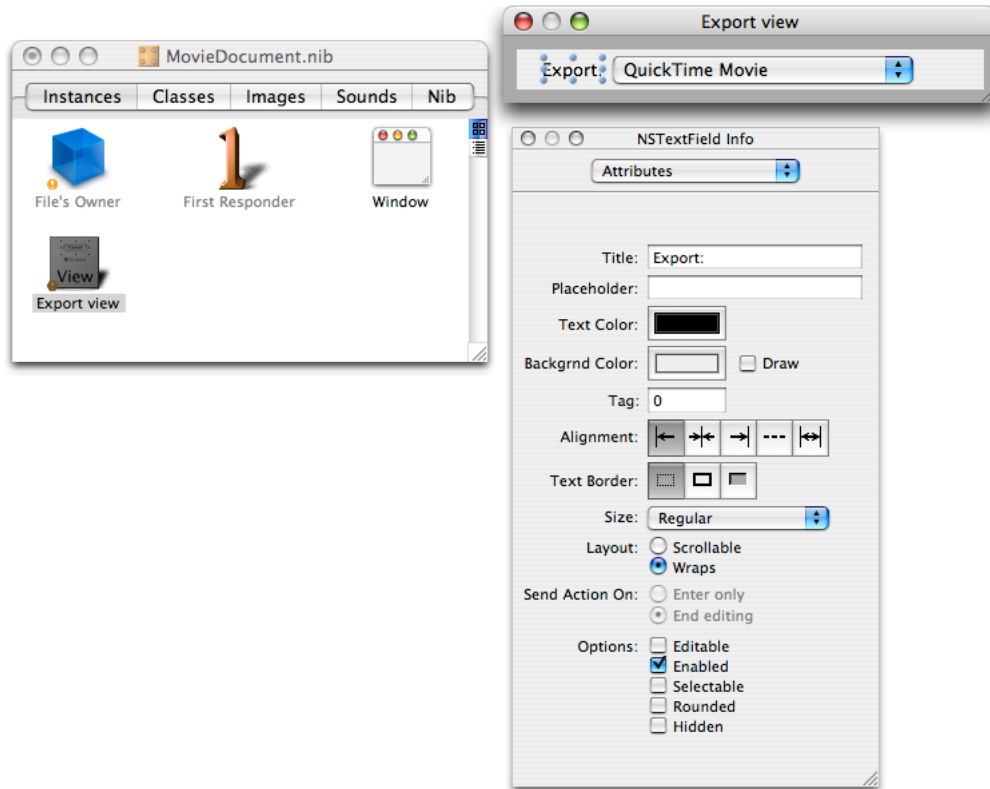 MovieDocument.nib
Instances Classes Images Sounds Nib
File's Owner First Responder Window
View
Export view
Export view
Export: QuickTime Movie
NSTextField Info
Attributes
Title: Export:
Placeholder:
Text Color:
Backgrnd Color: Draw
Tag: 0
Alignment:
Text Border:
Size: Regular
Layout: Scrollable
Wraps
Send Action On: Enter only
End editing
Options: Editable
Enabled
Selectable
Rounded
Hidden